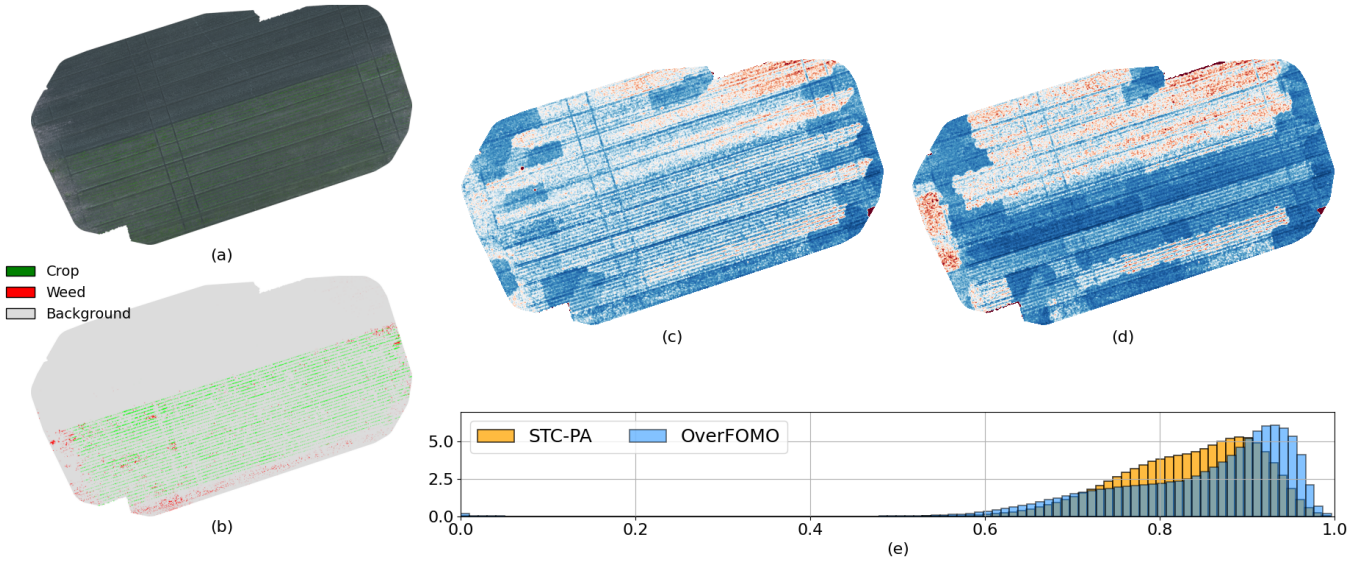 (a)
Crop
Weed
Background
(b)
(c)
(d)
STC-PA
OverFOMO
5.0
2.5
0.0
0.0
0.2
0.4
0.6
0.8
1.0
(e)